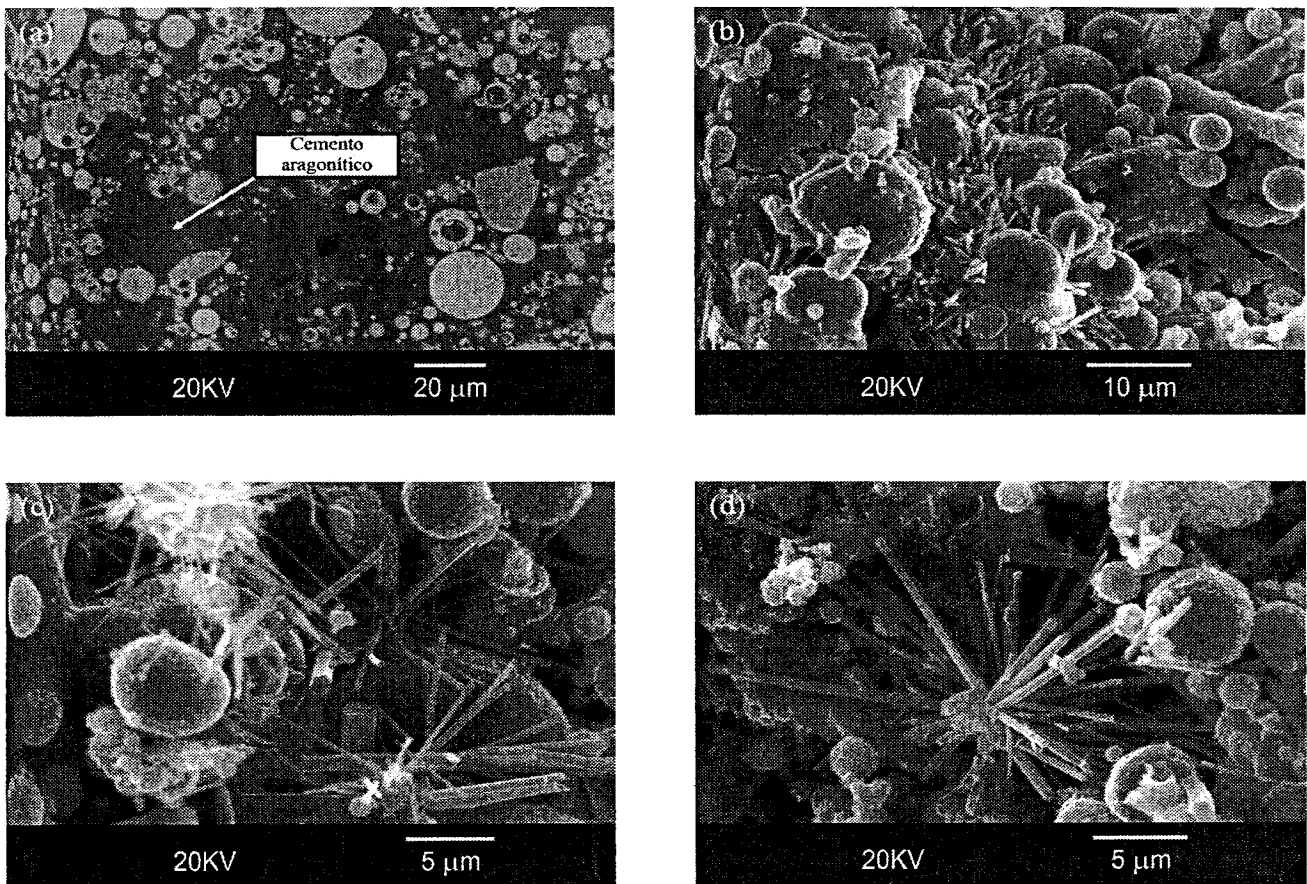 (a)
Cemento
aragonítico
20KV
20 µm
(b)
20KV
10 µm
(c)
20KV
5 µm
(d)
20KV
5 µm